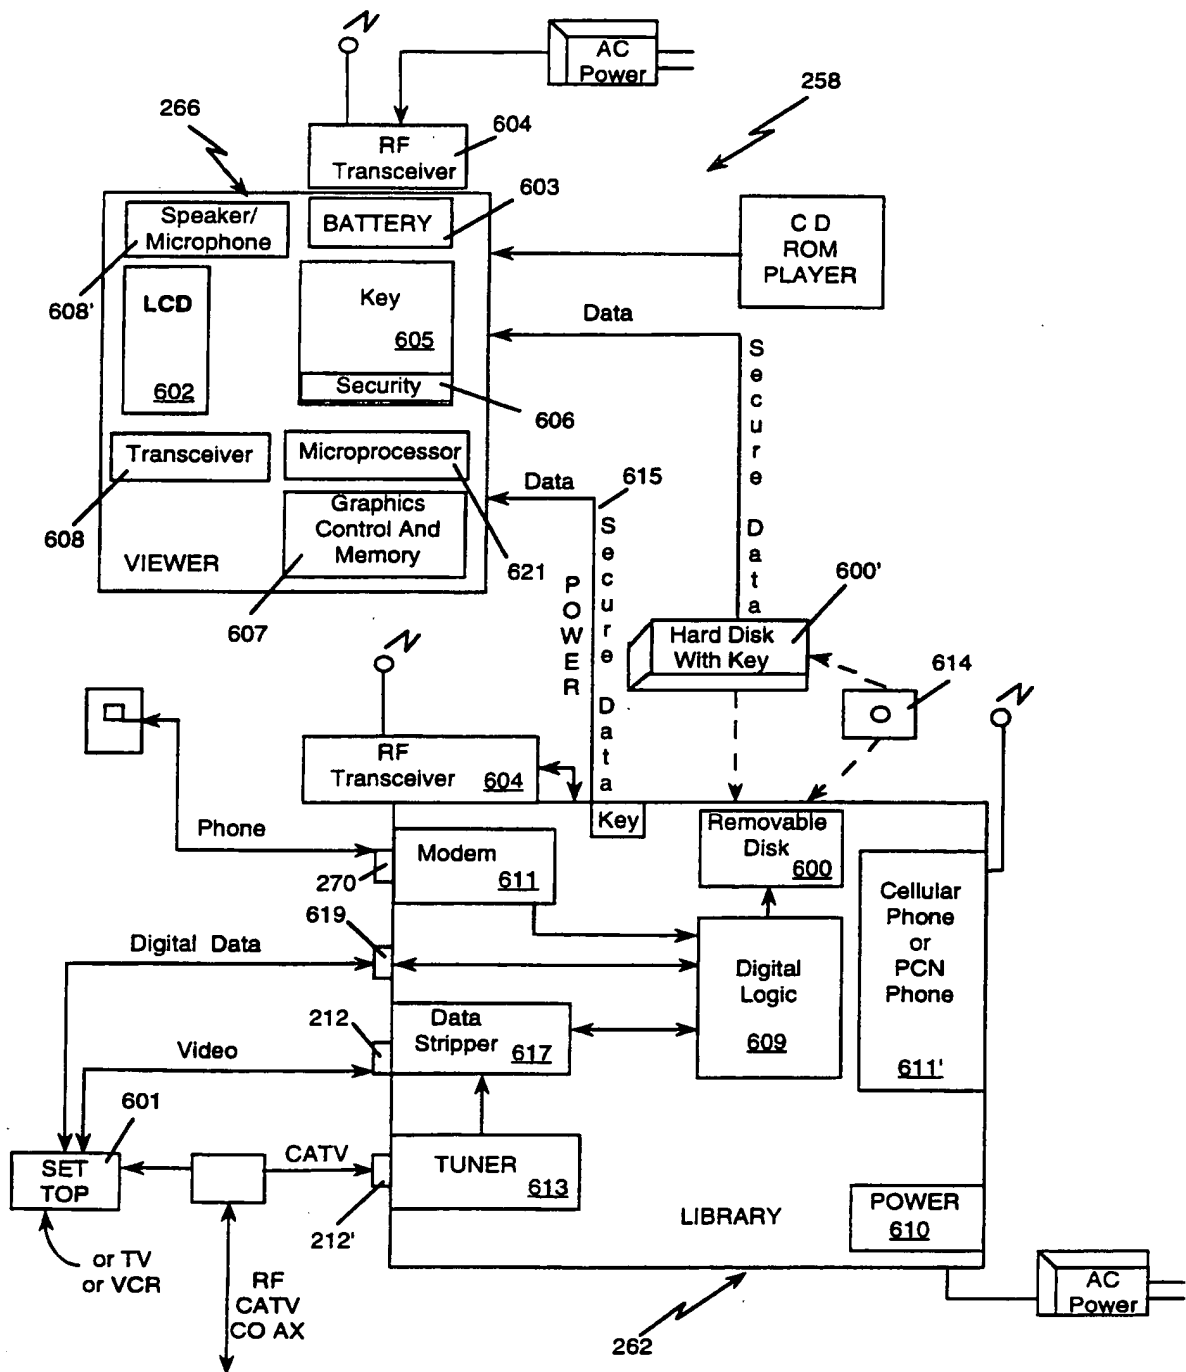 AC
Power
258
266
604
RF
Transceiver
603
Speaker/
Microphone
BATTERY
C D
ROM
PLAYER
608'
LCD
602
Key
605
Security
606
Data
Secure Data
Transceiver
608
Microprocessor
621
Data
615
Graphics
Control And
Memory
607
VIEWER
POWER
Secure Data
600'
Hard Disk
With Key
614
RF
Transceiver
604
Key
Removable
Disk
600
Phone
270
Modem
611
Cellular
Phone
or
PCN
Phone
611'
619
Digital Data
Digital
Logic
609
212
Video
Data
Stripper
617
601
SET
TOP
CATV
212'
TUNER
613
LIBRARY
POWER
610
or TV
or VCR
RF
CATV
CO AX
262
AC
Power